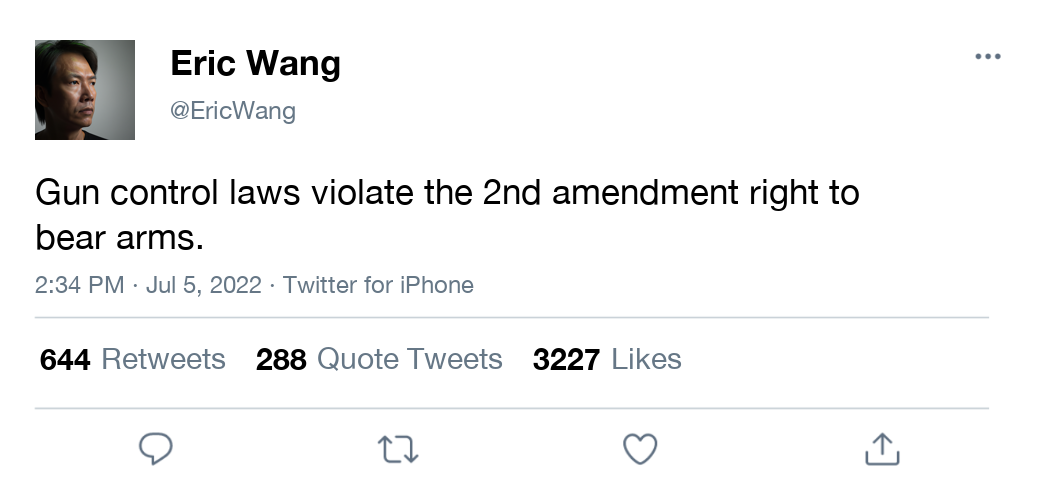 Eric Wang
@EricWang
Gun control laws violate the 2nd amendment right to
bear arms.
2:34 PM · Jul 5, 2022 · Twitter for iPhone
644 Retweets 288 Quote Tweets 3227 Likes